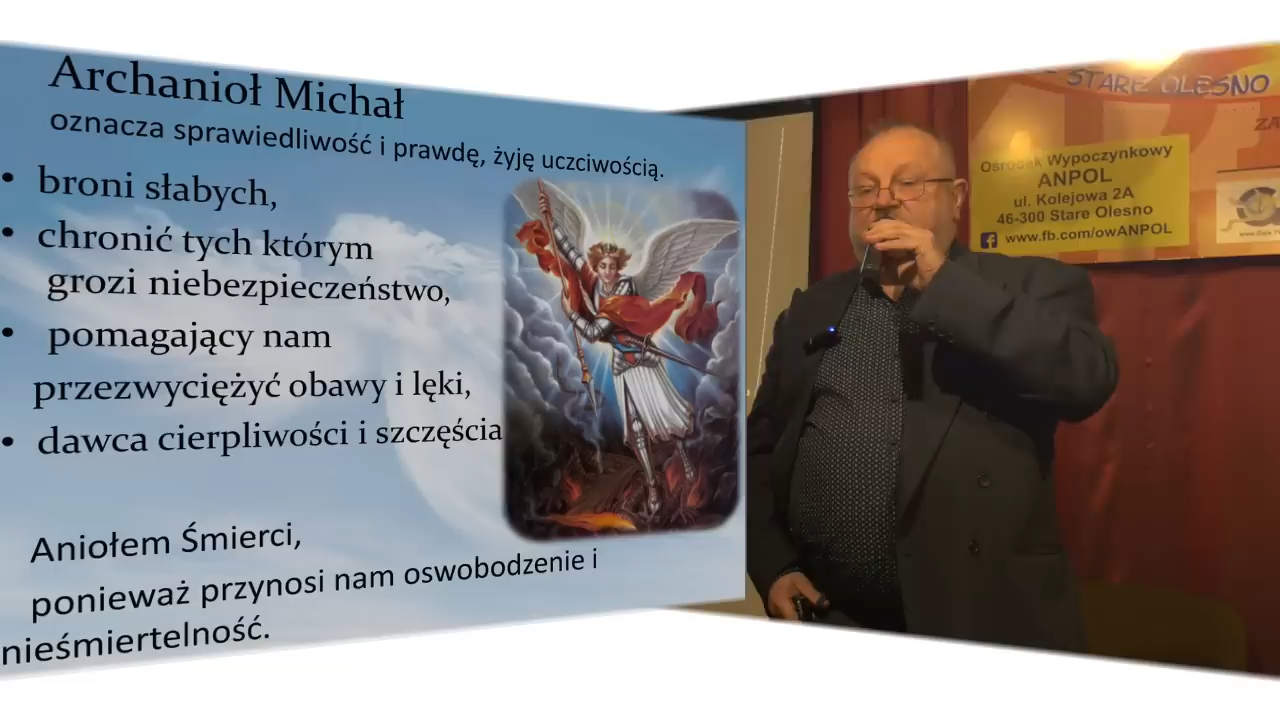 Archanioł Michał
oznacza sprawiedliwość i prawdę, żyję uczciwością.
• broni słabych,
• chronić tych którym
grozi niebezpieczeństwo,
• pomagający nam
przezwyciężyć obawy i lęki,
• dawca cierpliwości i szczęścia
Aniołem Śmierci,
ponieważ przynosi nam oswobodzenie i
nieśmiertelność.
STARE OLESNO
ZA
Ośrodek Wypoczynkowy
ANPOL
ul. Kolejowa 2A
46-300 Stare Olesno
www.fb.com/owANPOL